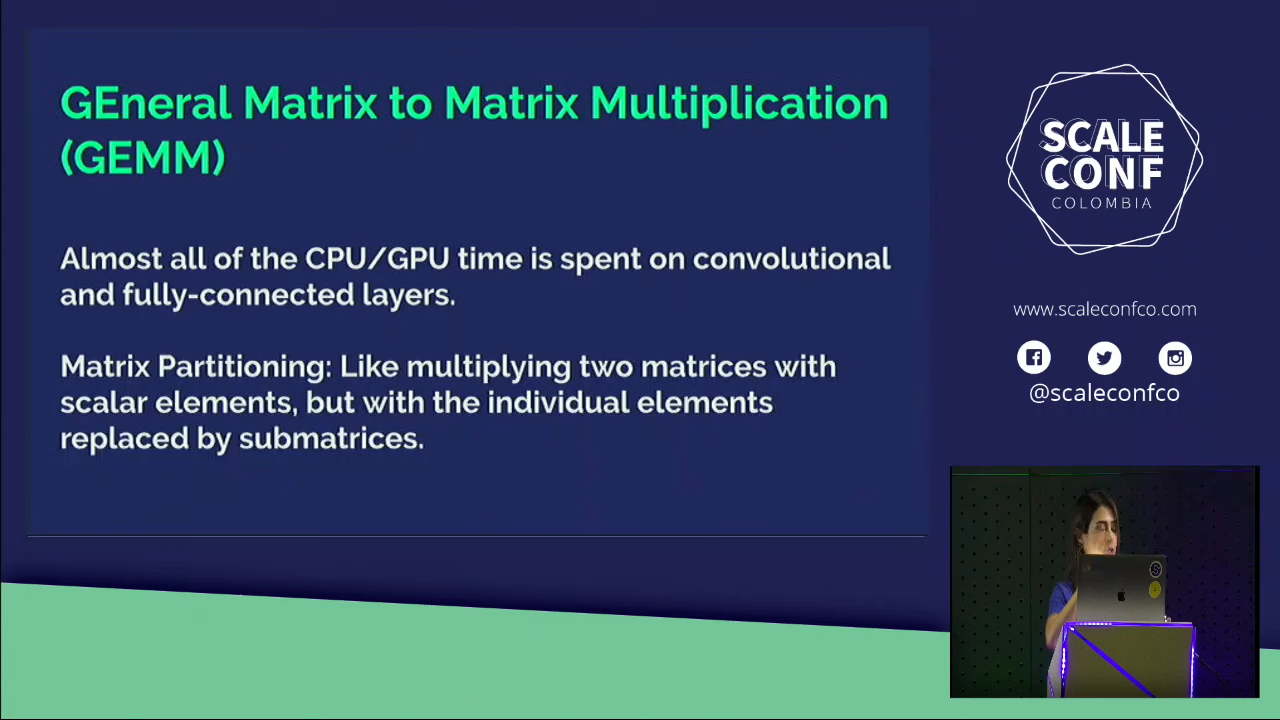 GEneral Matrix to Matrix Multiplication
(GEMM)
Almost all of the CPU/GPU time is spent on convolutional
and fully-connected layers.
Matrix Partitioning: Like multiplying two matrices with
scalar elements, but with the individual elements
replaced by submatrices.
SCALE
CONF
COLOMBIA
www.scaleconfco.com
@scaleconfco